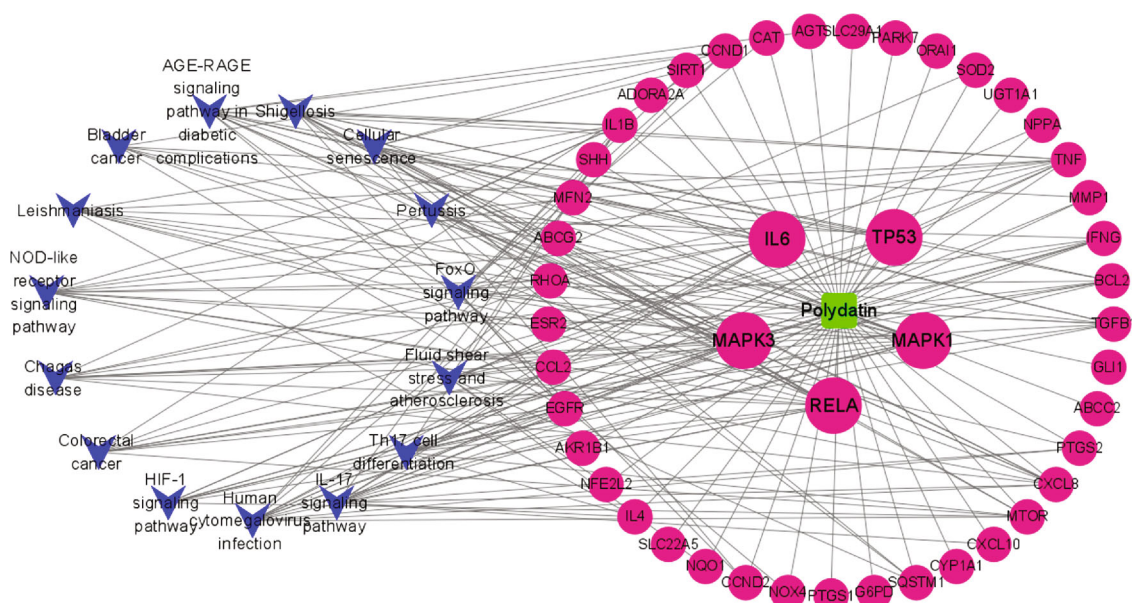 AGE-RAGE
signaling
pathway in
diabetic
complications
Shigellosis
Bladder
cancer
Cellular
senescence
Leishmaniasis
Pertussis
NOD-like
receptor
signaling
pathway
FoxO
signaling
pathway
Chagas
disease
Fluid shear
stress and
atherosclerosis
Colorectal
cancer
Th17 cell
differentiation
HIF-1
signaling
pathway
Human
cytomegalovirus
infection
IL-17
signaling
pathway
CCND1
CAT
AGT
SLC29A1
PARK7
ORAI1
SOD2
UGT1A1
NPPA
TNF
MMP1
IFNG
BCL2
TGFB1
GLI1
ABCC2
PTGS2
CXCL8
MTOR
CXCL10
CYP1A1
SQSTM1
G6PD
PTGS1
NOX4
CCND2
NQO1
SLC22A5
IL4
NFE2L2
AKR1B1
EGFR
CCL2
ESR2
RHOA
ABCG2
MFN2
SHH
IL1B
ADORA2A
SIRT1
IL6
TP53
Polydatin
MAPK3
MAPK1
RELA